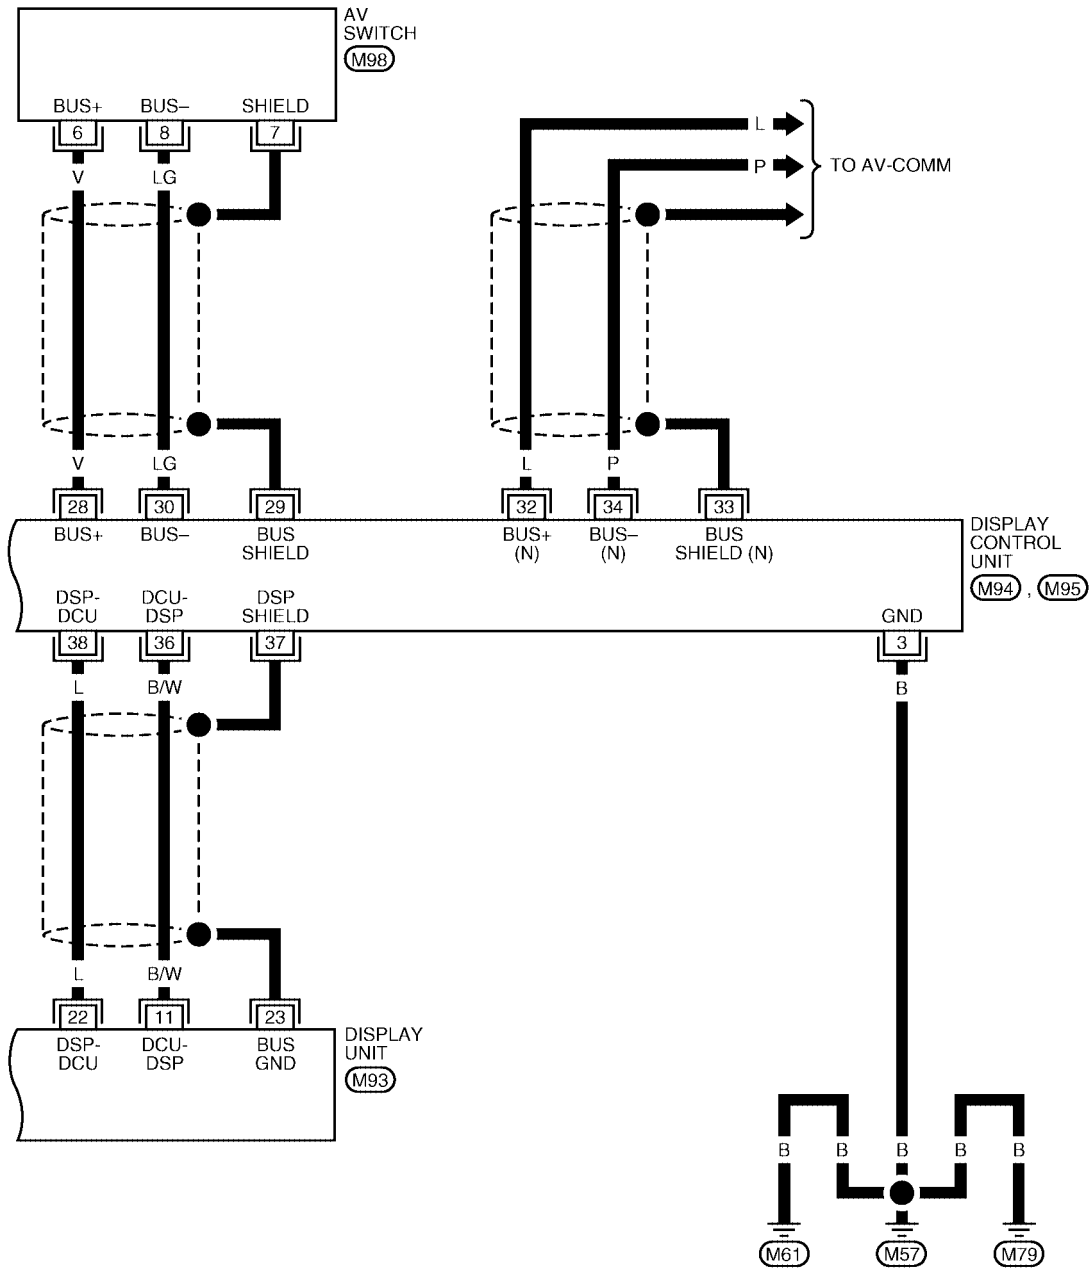 AV
SWITCH
M98
BUS+ BUS– SHIELD
6 8 7
V LG
L
P
TO AV-COMM
V LG L P
28 30 29 32 34 33
BUS+ BUS– BUS
SHIELD
BUS+
(N)
BUS–
(N)
BUS
SHIELD (N)
DISPLAY
CONTROL
UNIT
M94 , M95
DSP-
DCU
DCU-
DSP
DSP
SHIELD
GND
38 36 37 3
L B/W B
L B/W
22 11 23
DSP-
DCU
DCU-
DSP
BUS
GND
DISPLAY
UNIT
M93
B B B B B
M61 M57 M79